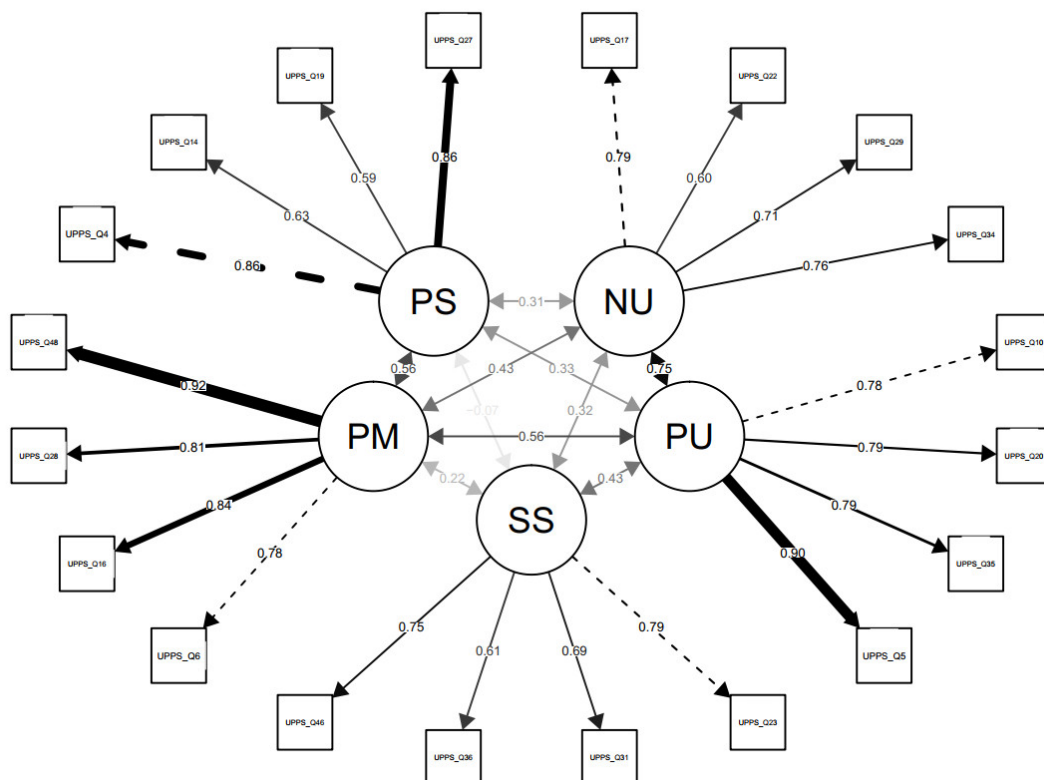 UPPS_Q27
UPPS_Q17
UPPS_Q19
UPPS_Q22
UPPS_Q14
UPPS_Q29
0.86
0.79
0.59
0.60
0.63
0.71
UPPS_Q4
UPPS_Q34
0.86
0.76
PS
0.31
NU
UPPS_Q48
UPPS_Q10
0.56
0.43
0.33
0.75
0.92
0.78
-0.07
0.32
PM
0.56
PU
UPPS_Q28
0.81
0.79
UPPS_Q20
0.22
0.43
0.84
0.79
SS
UPPS_Q16
0.78
0.90
UPPS_Q35
0.75
0.61
0.69
0.79
UPPS_Q6
UPPS_Q5
UPPS_Q46
UPPS_Q23
UPPS_Q36
UPPS_Q31